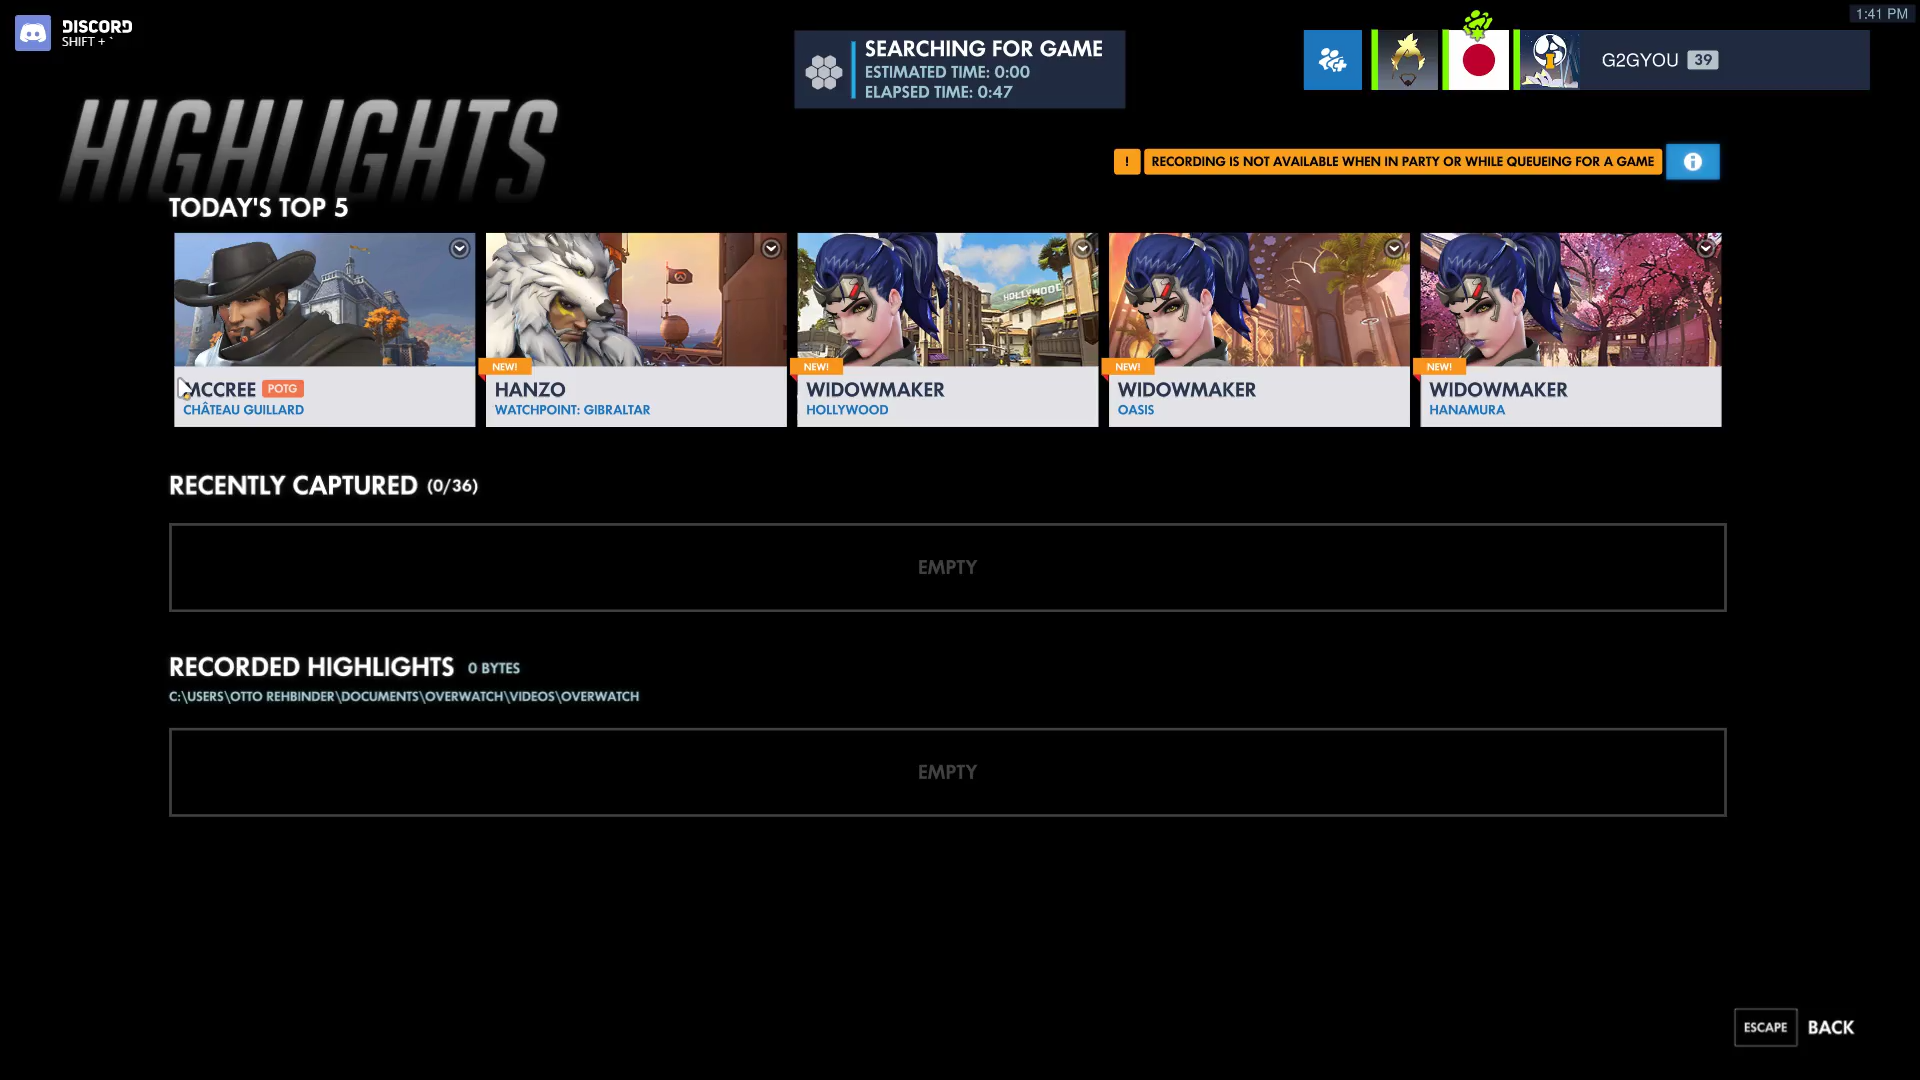 1:41 PM
DISCORD
SHIFT + `
SEARCHING FOR GAME
ESTIMATED TIME: 0:00
ELAPSED TIME: 0:47
G2GYOU 39
HIGHLIGHTS
! RECORDING IS NOT AVAILABLE WHEN IN PARTY OR WHILE QUEUEING FOR A GAME
TODAY'S TOP 5
HOLLYWOOD
MCCREE POTG
CHÂTEAU GUILLARD
NEW!
HANZO
WATCHPOINT: GIBRALTAR
NEW!
WIDOWMAKER
HOLLYWOOD
NEW!
WIDOWMAKER
OASIS
NEW!
WIDOWMAKER
HANAMURA
RECENTLY CAPTURED (0/36)
EMPTY
RECORDED HIGHLIGHTS 0 BYTES
C:\USERS\OTTO REHBINDER\DOCUMENTS\OVERWATCH\VIDEOS\OVERWATCH
EMPTY
ESCAPE BACK